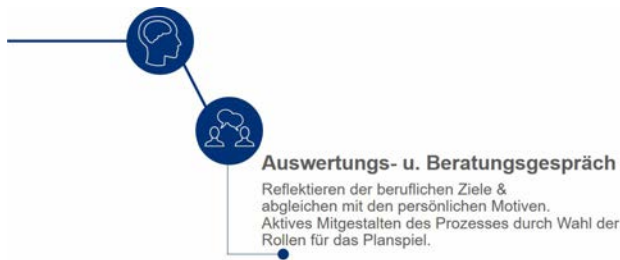 Auswertungs- u. Beratungsgespräch
Reflektieren der beruflichen Ziele &
abgleichen mit den persönlichen Motiven.
Aktives Mitgestalten des Prozesses durch Wahl der
Rollen für das Planspiel.